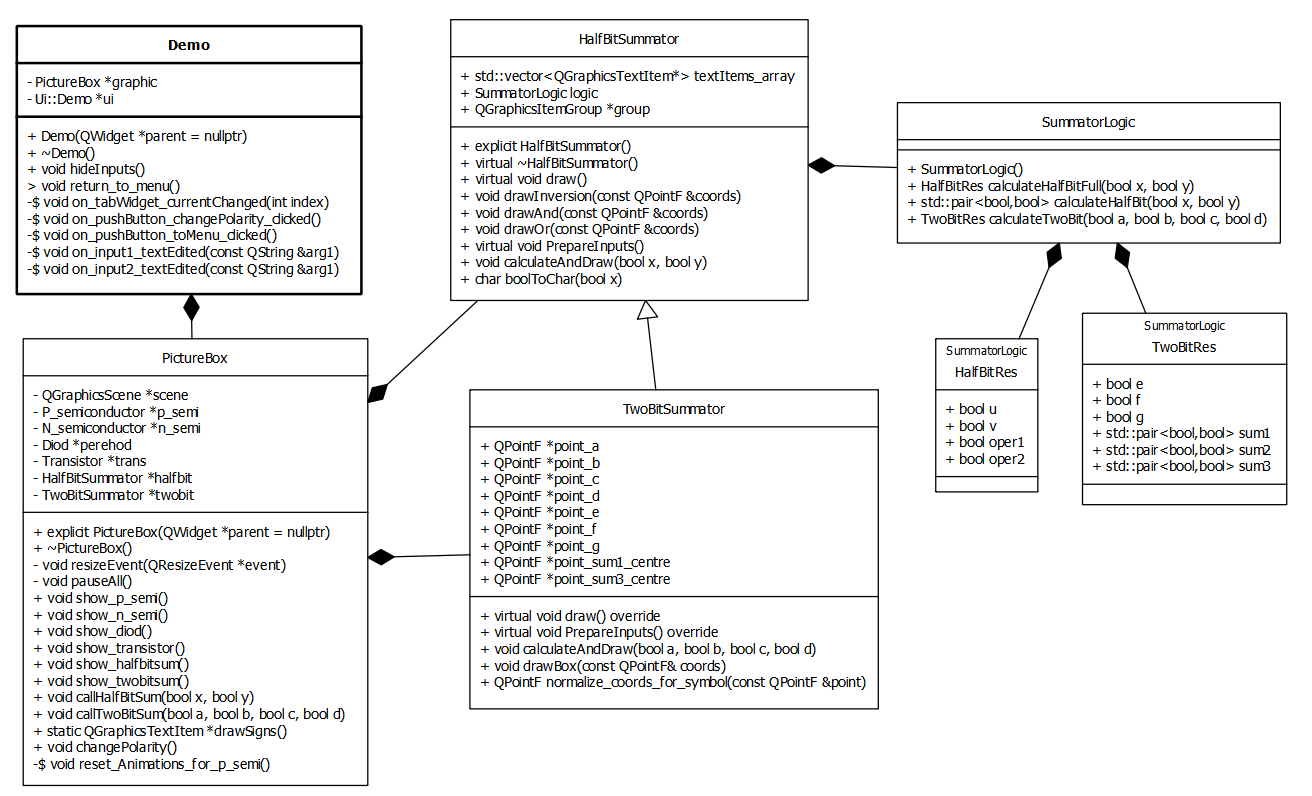 Demo
- PictureBox *graphic
- Ui::Demo *ui
+ Demo(QWidget *parent = nullptr)
+ ~Demo()
+ void hideInputs()
> void return_to_menu()
-$ void on_tabWidget_currentChanged(int index)
-$ void on_pushButton_changePolarity_clicked()
-$ void on_pushButton_toMenu_clicked()
-$ void on_input1_textEdited(const QString &arg1)
-$ void on_input2_textEdited(const QString &arg1)
PictureBox
- QGraphicsScene *scene
- P_semiconductor *p_semi
- N_semiconductor *n_semi
- Diod *perehod
- Transistor *trans
- HalfBitSummator *halfbit
- TwoBitSummator *twobit
+ explicit PictureBox(QWidget *parent = nullptr)
+ ~PictureBox()
- void resizeEvent(QResizeEvent *event)
- void pauseAll()
+ void show_p_semi()
+ void show_n_semi()
+ void show_diod()
+ void show_transistor()
+ void show_halfbitsum()
+ void show_twobitsum()
+ void callHalfBitSum(bool x, bool y)
+ void callTwoBitSum(bool a, bool b, bool c, bool d)
+ static QGraphicsTextItem *drawSigns()
+ void changePolarity()
-$ void reset_Animations_for_p_semi()
HalfBitSummator
+ std::vector<QGraphicsTextItem*> textItems_array
+ SummatorLogic logic
+ QGraphicsItemGroup *group
+ explicit HalfBitSummator()
+ virtual ~HalfBitSummator()
+ virtual void draw()
+ void drawInversion(const QPointF &coords)
+ void drawAnd(const QPointF &coords)
+ void drawOr(const QPointF &coords)
+ virtual void PrepareInputs()
+ void calculateAndDraw(bool x, bool y)
+ char boolToChar(bool x)
TwoBitSummator
+ QPointF *point_a
+ QPointF *point_b
+ QPointF *point_c
+ QPointF *point_d
+ QPointF *point_e
+ QPointF *point_f
+ QPointF *point_g
+ QPointF *point_sum1_centre
+ QPointF *point_sum3_centre
+ virtual void draw() override
+ virtual void PrepareInputs() override
+ void calculateAndDraw(bool a, bool b, bool c, bool d)
+ void drawBox(const QPointF& coords)
+ QPointF normalize_coords_for_symbol(const QPointF &point)
SummatorLogic
+ SummatorLogic()
+ HalfBitRes calculateHalfBitFull(bool x, bool y)
+ std::pair<bool,bool> calculateHalfBit(bool x, bool y)
+ TwoBitRes calculateTwoBit(bool a, bool b, bool c, bool d)
SummatorLogic
HalfBitRes
+ bool u
+ bool v
+ bool oper1
+ bool oper2
SummatorLogic
TwoBitRes
+ bool e
+ bool f
+ bool g
+ std::pair<bool,bool> sum1
+ std::pair<bool,bool> sum2
+ std::pair<bool,bool> sum3